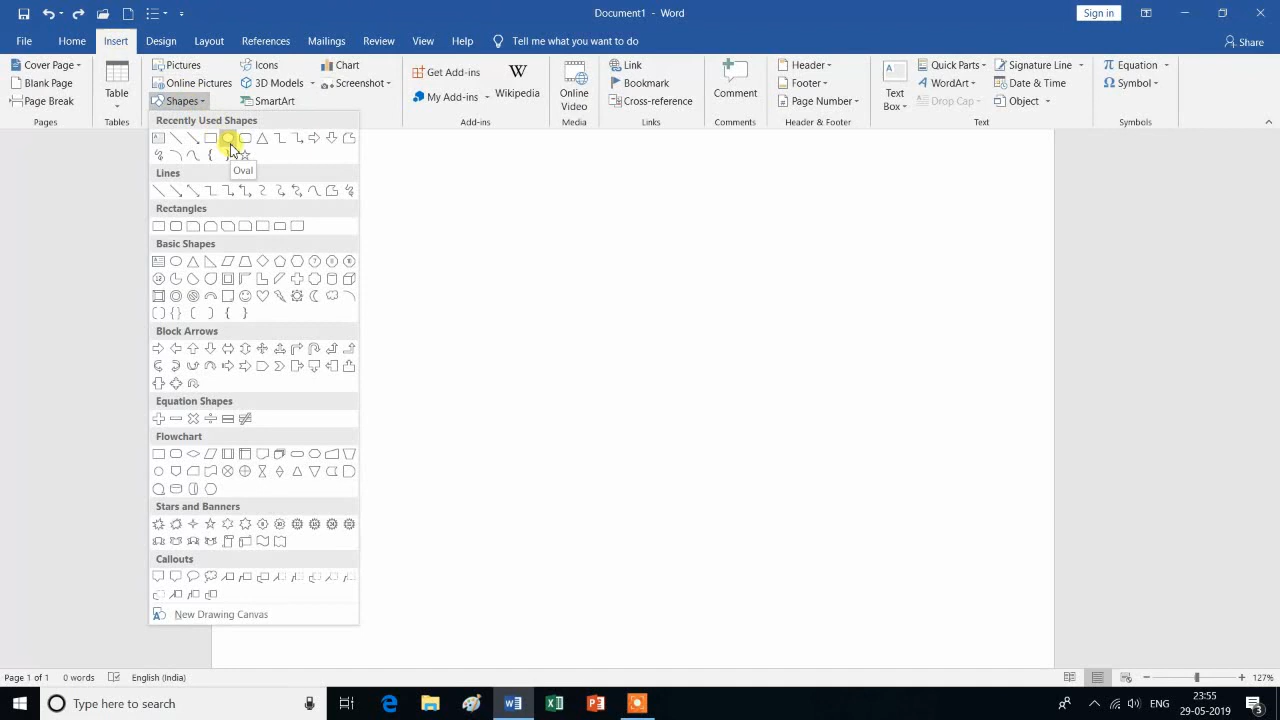 Document1 - Word
Sign in
File Home Insert Design Layout References Mailings Review View Help Tell me what you want to do Share
Cover Page
Blank Page
Page Break
Pages
Table
Tables
Pictures
Online Pictures
Shapes
Icons
3D Models
SmartArt
Chart
Screenshot
Get Add-ins
My Add-ins
Wikipedia
Add-ins
Online Video
Media
Link
Bookmark
Cross-reference
Links
Comment
Comments
Header
Footer
Page Number
Header & Footer
Text Box
Quick Parts
WordArt
Drop Cap
Signature Line
Date & Time
Object
Text
Equation
Symbol
Symbols
Recently Used Shapes
Oval
Lines
Rectangles
Basic Shapes
Block Arrows
Equation Shapes
Flowchart
Stars and Banners
Callouts
New Drawing Canvas
Page 1 of 1 0 words English (India) 127%
Type here to search
ENG
23:55
29-05-2019
3